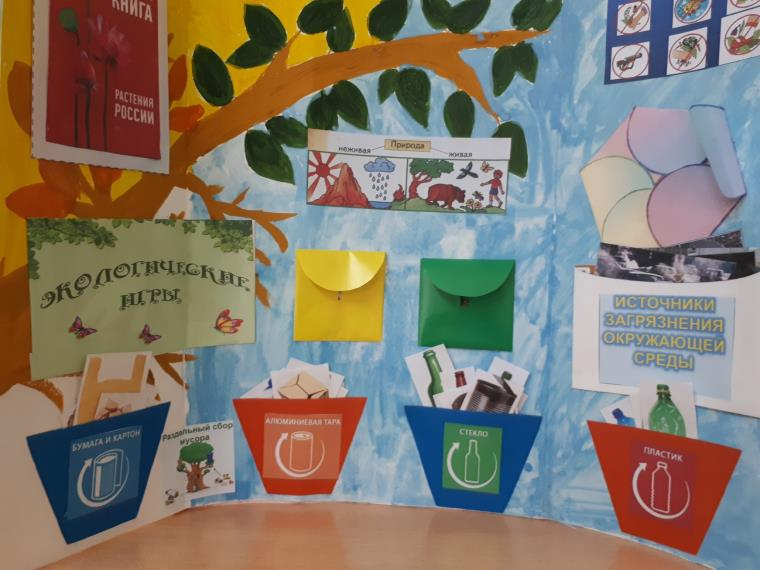 КНИГА
РАСТЕНИЯ
РОССИИ
Природа
неживая
живая
ЭКОЛОГИЧЕСКИЕ
ИГРЫ
ИСТОЧНИКИ
ЗАГРЯЗНЕНИЯ
ОКРУЖАЮЩЕЙ
СРЕДЫ
БУМАГА И КАРТОН
Раздельный сбор
мусора
АЛЮМИНИЕВАЯ ТАРА
СТЕКЛО
ПЛАСТИК